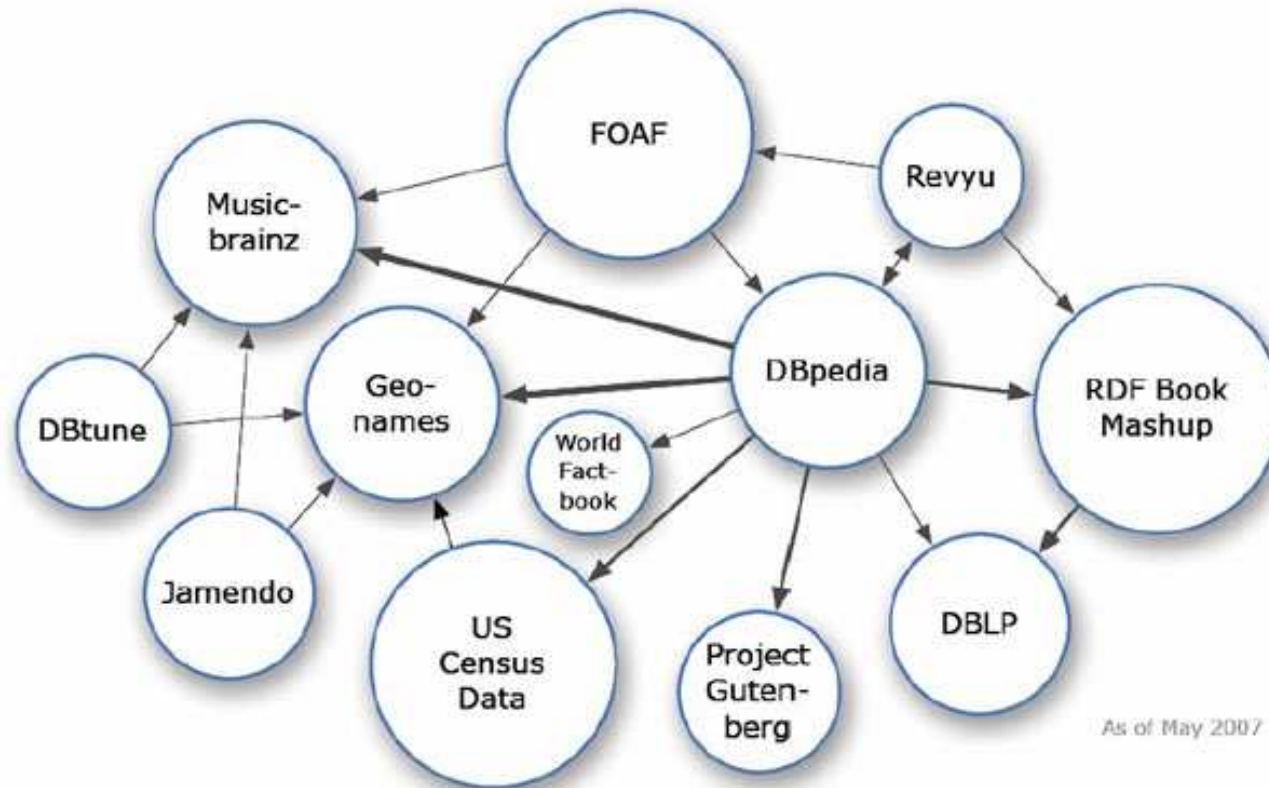 FOAF
Revyu
Music-
brainz
DBpedia
Geo-
names
RDF Book
Mashup
DBtune
World
Fact-
book
Jamendo
US
Census
Data
Project
Guten-
berg
DBLP
As of May 2007